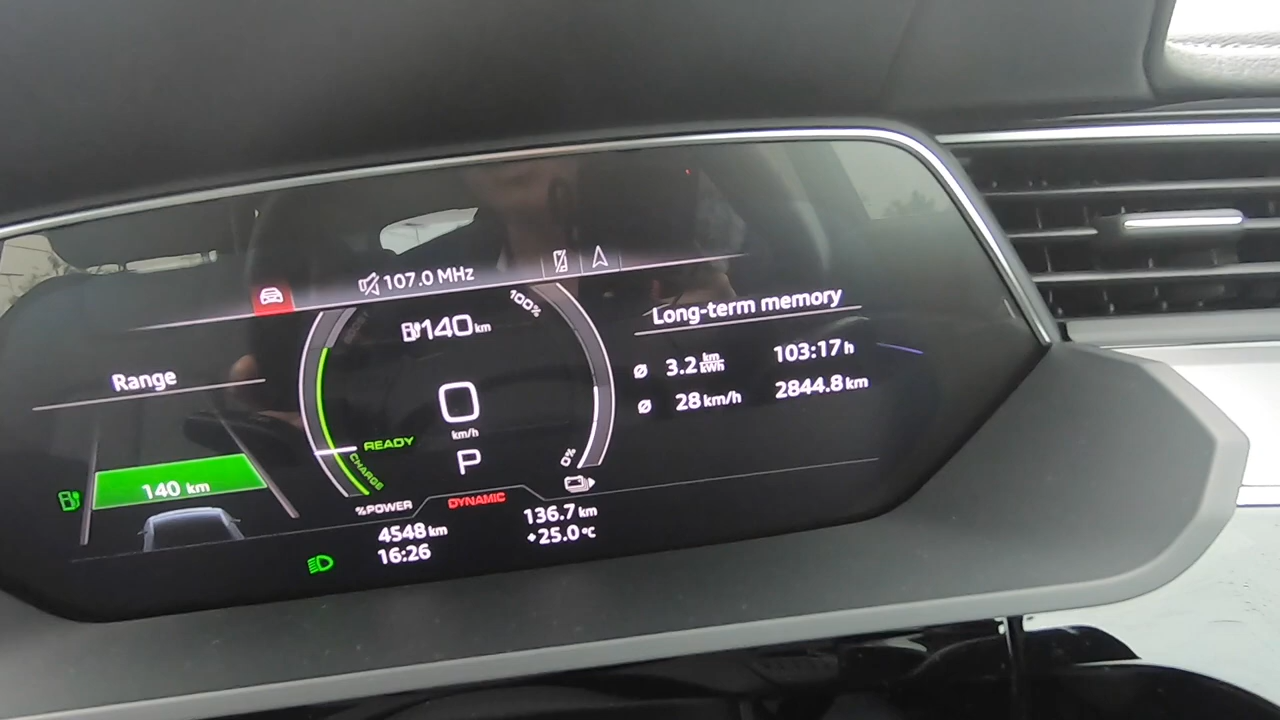 107.0 MHz
Range
140 km
140 km
100%
0
km/h
P
READY
CHARGE
%POWER
DYNAMIC
0%
4548 km
16:26
136.7 km
+25.0 °C
Long-term memory
ø 3.2 km/kWh 103:17 h
ø 28 km/h 2844.8 km